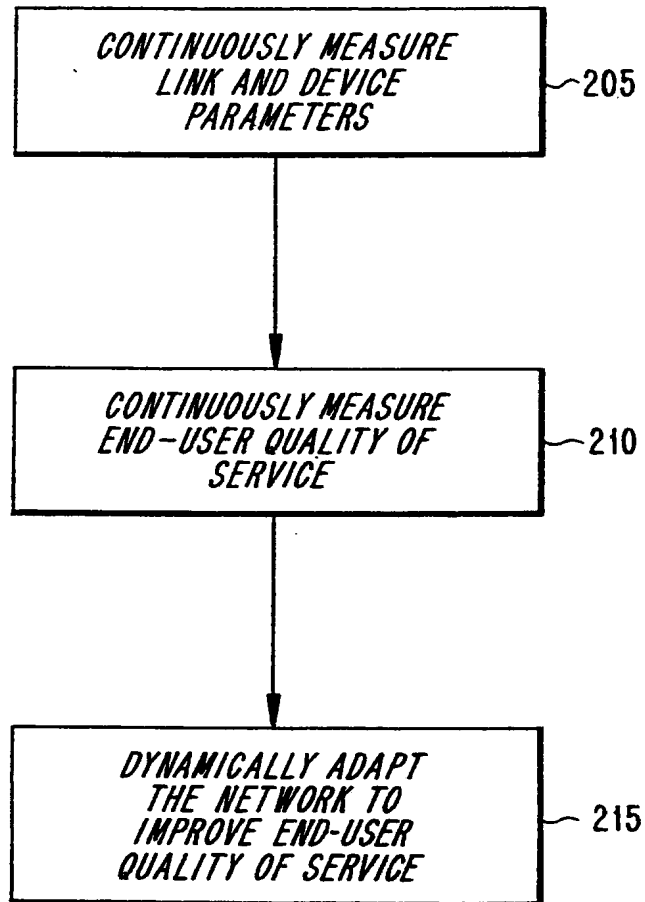 CONTINUOUSLY MEASURE
LINK AND DEVICE
PARAMETERS
205
CONTINUOUSLY MEASURE
END-USER QUALITY OF
SERVICE
210
DYNAMICALLY ADAPT
THE NETWORK TO
IMPROVE END-USER
QUALITY OF SERVICE
215